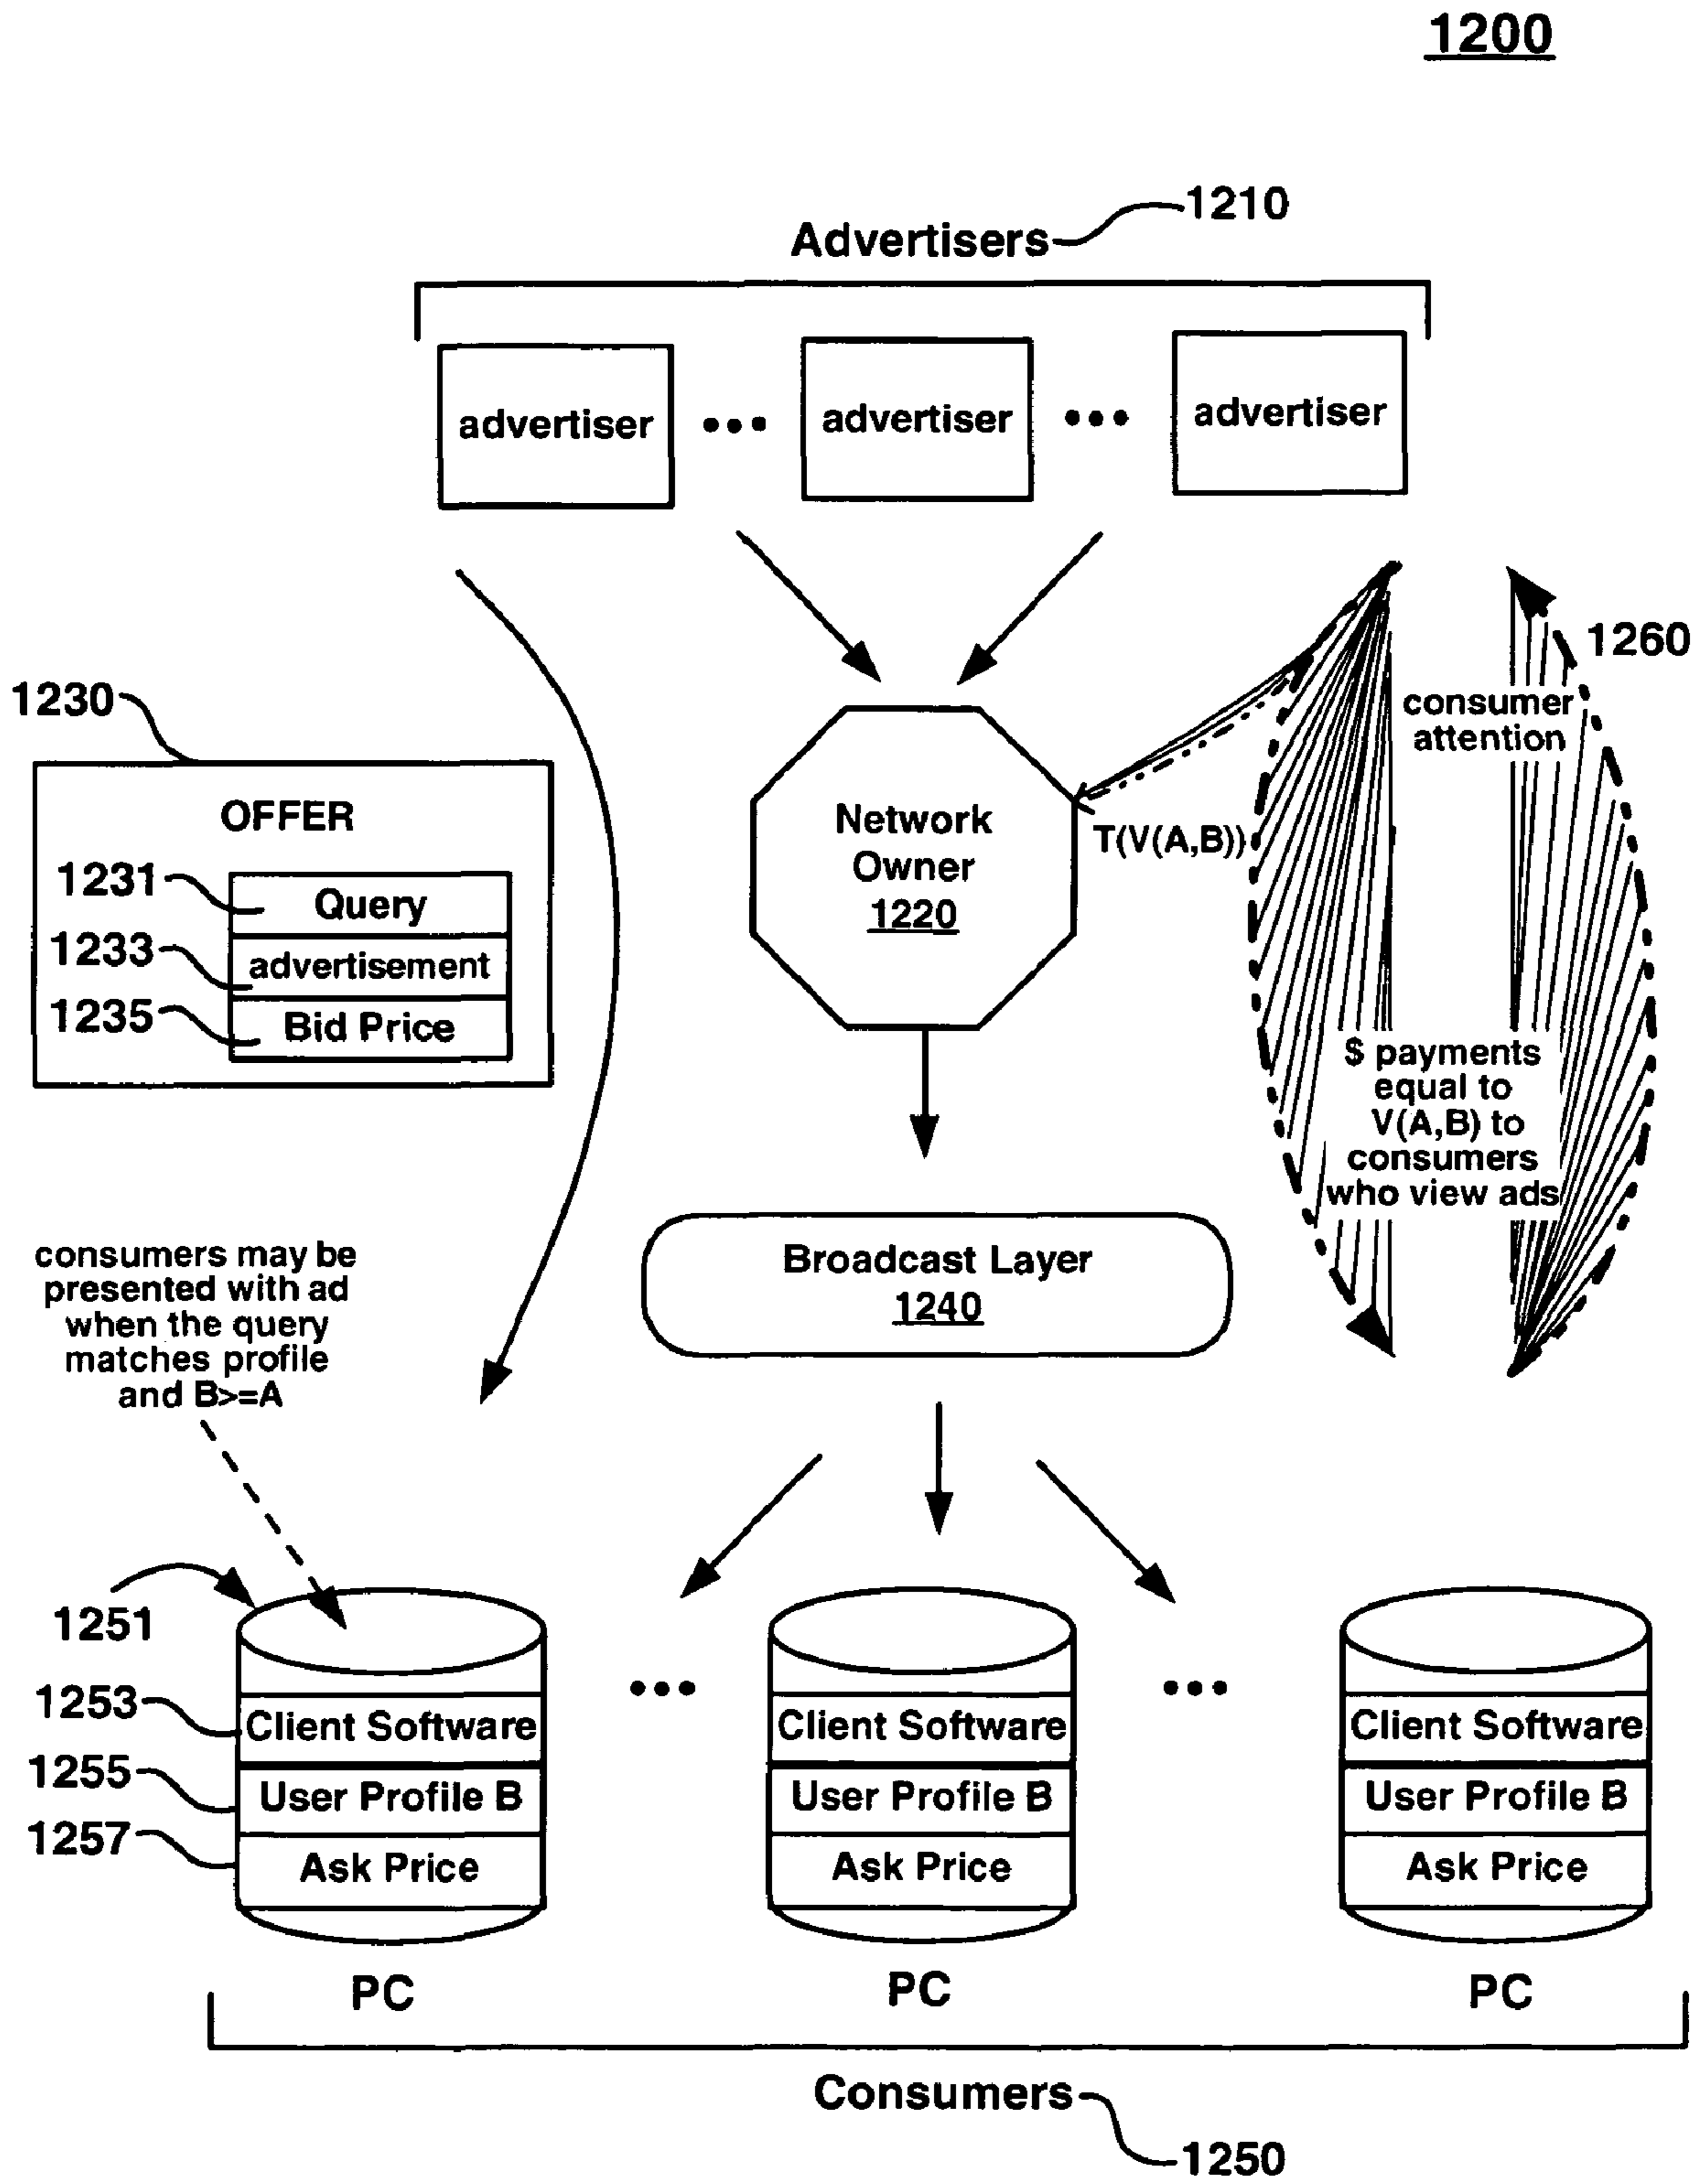 1200
1210
Advertisers
advertiser ••• advertiser ••• advertiser
1260
consumer
attention
1230
OFFER
1231
Query
1233
advertisement
1235
Bid Price
Network
Owner
1220
T(V(A,B))
$ payments
equal to
V(A,B) to
consumers
who view ads
Broadcast Layer
1240
consumers may be
presented with ad
when the query
matches profile
and B>=A
1251
1253
Client Software
Client Software
Client Software
1255
User Profile B
User Profile B
User Profile B
1257
Ask Price
Ask Price
Ask Price
PC
PC
PC
Consumers
1250